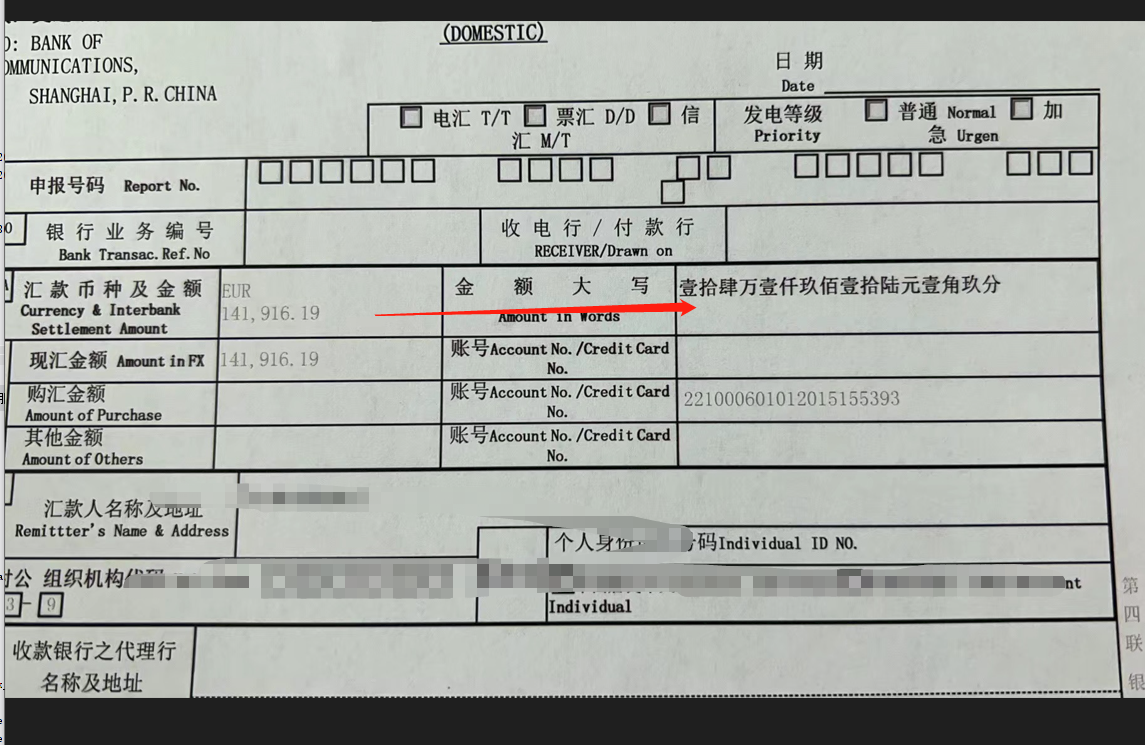 (DOMESTIC)
BANK OF
OMMUNICATIONS,
SHANGHAI, P. R. CHINA
日 期
Date
电汇 T/T 票汇 D/D 信
汇 M/T
发电等级
Priority
普通 Normal 加
急 Urgen
申报号码 Report No.
银 行 业 务 编 号
Bank Transac. Ref. No
收 电 行 / 付 款 行
RECEIVER/Drawn on
汇款币种及金额
Currency & Interbank
Settlement Amount
EUR
141,916.19
金 额 大 写
Amount in Words
壹拾肆万壹仟玖佰壹拾陆元壹角玖分
现汇金额 Amount in FX
141,916.19
账号Account No. /Credit Card
No.
购汇金额
Amount of Purchase
账号Account No. /Credit Card
No.
221000601012015155393
其他金额
Amount of Others
账号Account No. /Credit Card
No.
汇款人名称及地址
Remittter's Name & Address
个人身份 号码Individual ID NO.
对公 组织机构代码
3 - 9
Individual
收款银行之代理行
名称及地址
第
四
联
银